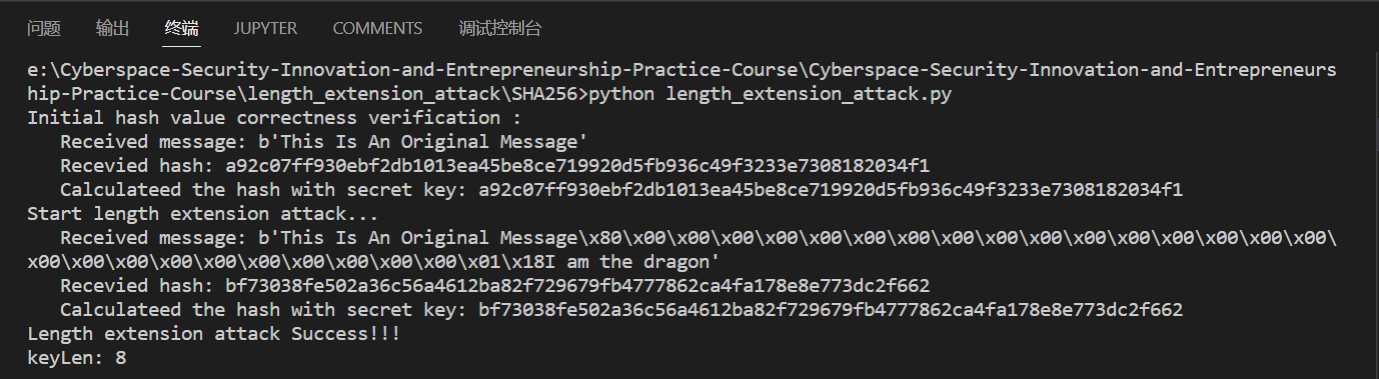 问题 输出 终端 JUPYTER COMMENTS 调试控制台
e:\Cyberspace-Security-Innovation-and-Entrepreneurship-Practice-Course\Cyberspace-Security-Innovation-and-Entrepreneurs
hip-Practice-Course\length_extension_attack\SHA256>python length_extension_attack.py
Initial hash value correctness verification :
Received message: b'This Is An Original Message'
Recevied hash: a92c07ff930ebf2db1013ea45be8ce719920d5fb936c49f3233e7308182034f1
Calculateed the hash with secret key: a92c07ff930ebf2db1013ea45be8ce719920d5fb936c49f3233e7308182034f1
Start length extension attack...
Received message: b'This Is An Original Message\x80\x00\x00\x00\x00\x00\x00\x00\x00\x00\x00\x00\x00\x00\x00\x00\x00\
x00\x00\x00\x00\x00\x00\x00\x00\x00\x00\x01\x18I am the dragon'
Recevied hash: bf73038fe502a36c56a4612ba82f729679fb4777862ca4fa178e8e773dc2f662
Calculateed the hash with secret key: bf73038fe502a36c56a4612ba82f729679fb4777862ca4fa178e8e773dc2f662
Length extension attack Success!!!
keyLen: 8